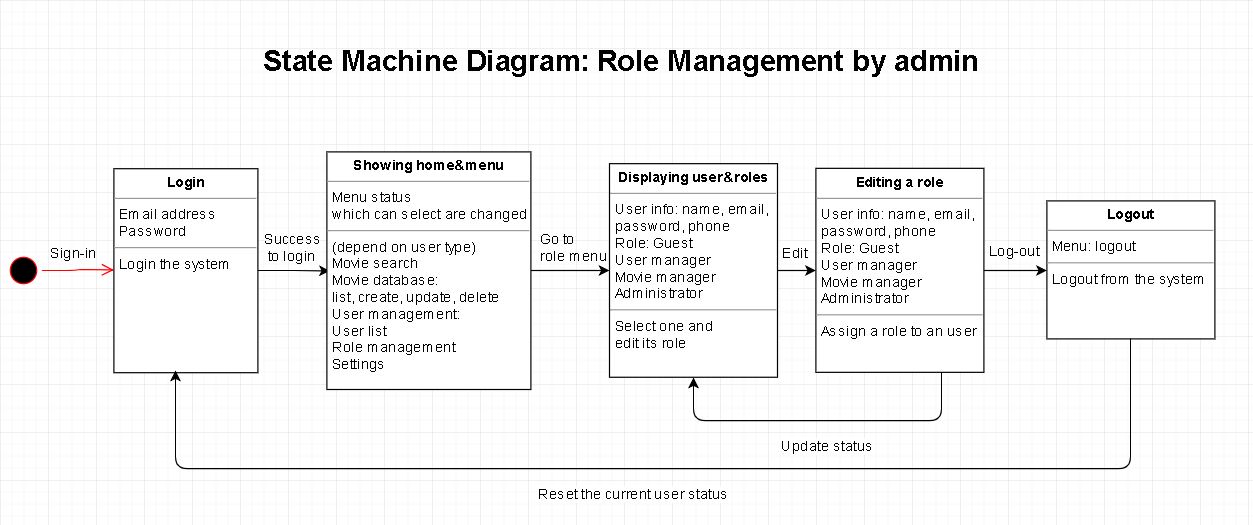 State Machine Diagram: Role Management by admin
Sign-in
Login
Email address
Password
Login the system
Success
to login
Showing home&menu
Menu status
which can select are changed
(depend on user type)
Movie search
Movie database:
list, create, update, delete
User management:
User list
Role management
Settings
Go to
role menu
Displaying user&roles
User info: name, email,
password, phone
Role: Guest
User manager
Movie manager
Administrator
Select one and
edit its role
Edit
Editing a role
User info: name, email,
password, phone
Role: Guest
User manager
Movie manager
Administrator
Assign a role to an user
Log-out
Logout
Menu: logout
Logout from the system
Update status
Reset the current user status